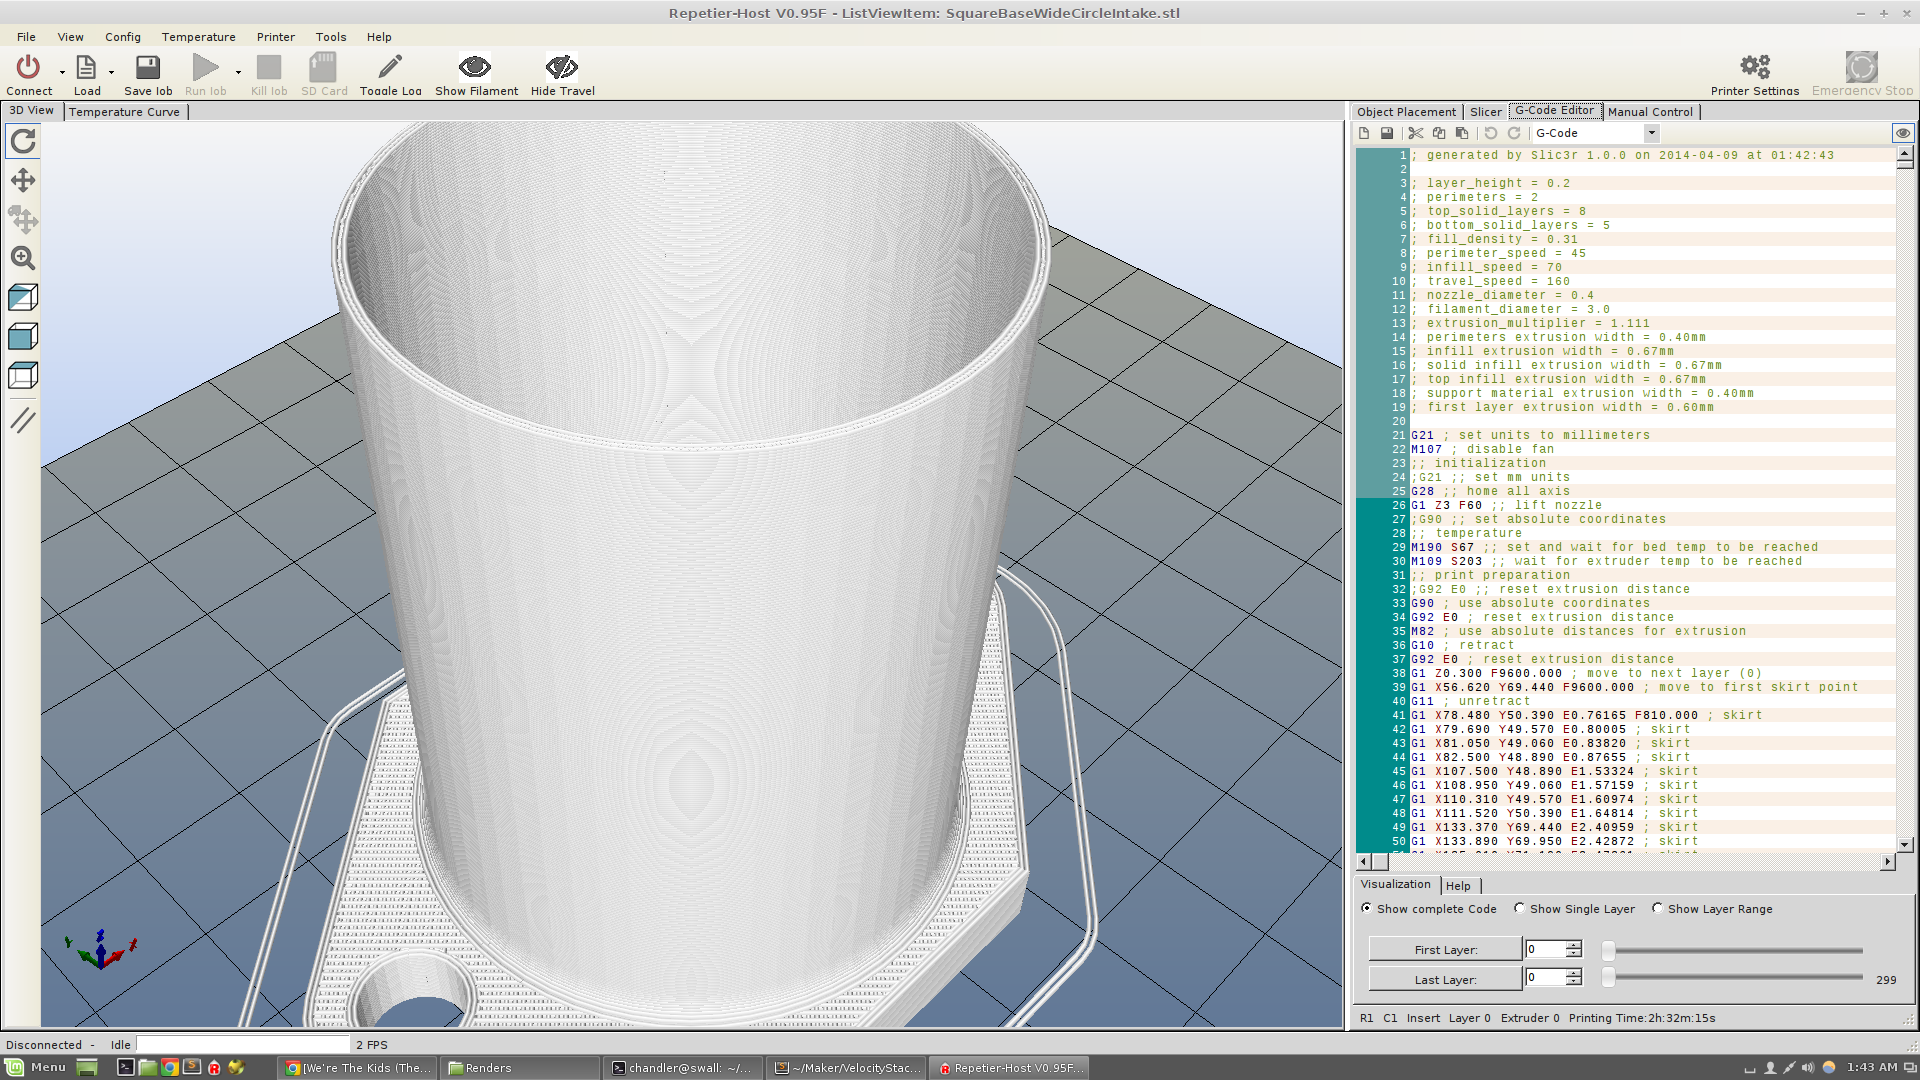 Repetier-Host V0.95F - ListViewItem: SquareBaseWideCircleIntake.stl
File View Config Temperature Printer Tools Help
Connect Load Save Job Run Job Kill Job SD Card Toggle Log Show Filament Hide Travel Printer Settings Emergency Stop
3D View Temperature Curve
Object Placement Slicer G-Code Editor Manual Control
G-Code
1 ; generated by Slic3r 1.0.0 on 2014-04-09 at 01:42:43
2
3 ; layer_height = 0.2
4 ; perimeters = 2
5 ; top_solid_layers = 8
6 ; bottom_solid_layers = 5
7 ; fill_density = 0.31
8 ; perimeter_speed = 45
9 ; infill_speed = 70
10 ; travel_speed = 160
11 ; nozzle_diameter = 0.4
12 ; filament_diameter = 3.0
13 ; extrusion_multiplier = 1.111
14 ; perimeters extrusion width = 0.40mm
15 ; infill extrusion width = 0.67mm
16 ; solid infill extrusion width = 0.67mm
17 ; top infill extrusion width = 0.67mm
18 ; support material extrusion width = 0.40mm
19 ; first layer extrusion width = 0.60mm
20
21 G21 ; set units to millimeters
22 M107 ; disable fan
23 ;; initialization
24 ;G21 ;; set mm units
25 G28 ;; home all axis
26 G1 Z3 F60 ;; lift nozzle
27 ;G90 ;; set absolute coordinates
28 ;; temperature
29 M190 S67 ;; set and wait for bed temp to be reached
30 M109 S203 ;; wait for extruder temp to be reached
31 ;; print preparation
32 ;G92 E0 ;; reset extrusion distance
33 G90 ; use absolute coordinates
34 G92 E0 ; reset extrusion distance
35 M82 ; use absolute distances for extrusion
36 G10 ; retract
37 G92 E0 ; reset extrusion distance
38 G1 Z0.300 F9600.000 ; move to next layer (0)
39 G1 X56.620 Y69.440 F9600.000 ; move to first skirt point
40 G11 ; unretract
41 G1 X78.480 Y50.390 E0.76165 F810.000 ; skirt
42 G1 X79.690 Y49.570 E0.80005 ; skirt
43 G1 X81.050 Y49.060 E0.83820 ; skirt
44 G1 X82.500 Y48.890 E0.87655 ; skirt
45 G1 X107.500 Y48.890 E1.53324 ; skirt
46 G1 X108.950 Y49.060 E1.57159 ; skirt
47 G1 X110.310 Y49.570 E1.60974 ; skirt
48 G1 X111.520 Y50.390 E1.64814 ; skirt
49 G1 X133.370 Y69.440 E2.40959 ; skirt
50 G1 X133.890 Y69.950 E2.42872 ; skirt
Visualization Help
Show complete Code Show Single Layer Show Layer Range
First Layer: 0
Last Layer: 0 299
R1 C1 Insert Layer 0 Extruder 0 Printing Time:2h:32m:15s
Disconnected - Idle 2 FPS
Menu [We're The Kids (The... Renders chandler@swall: ~/... ~/Maker/VelocityStac... Repetier-Host V0.95F... 1:43 AM